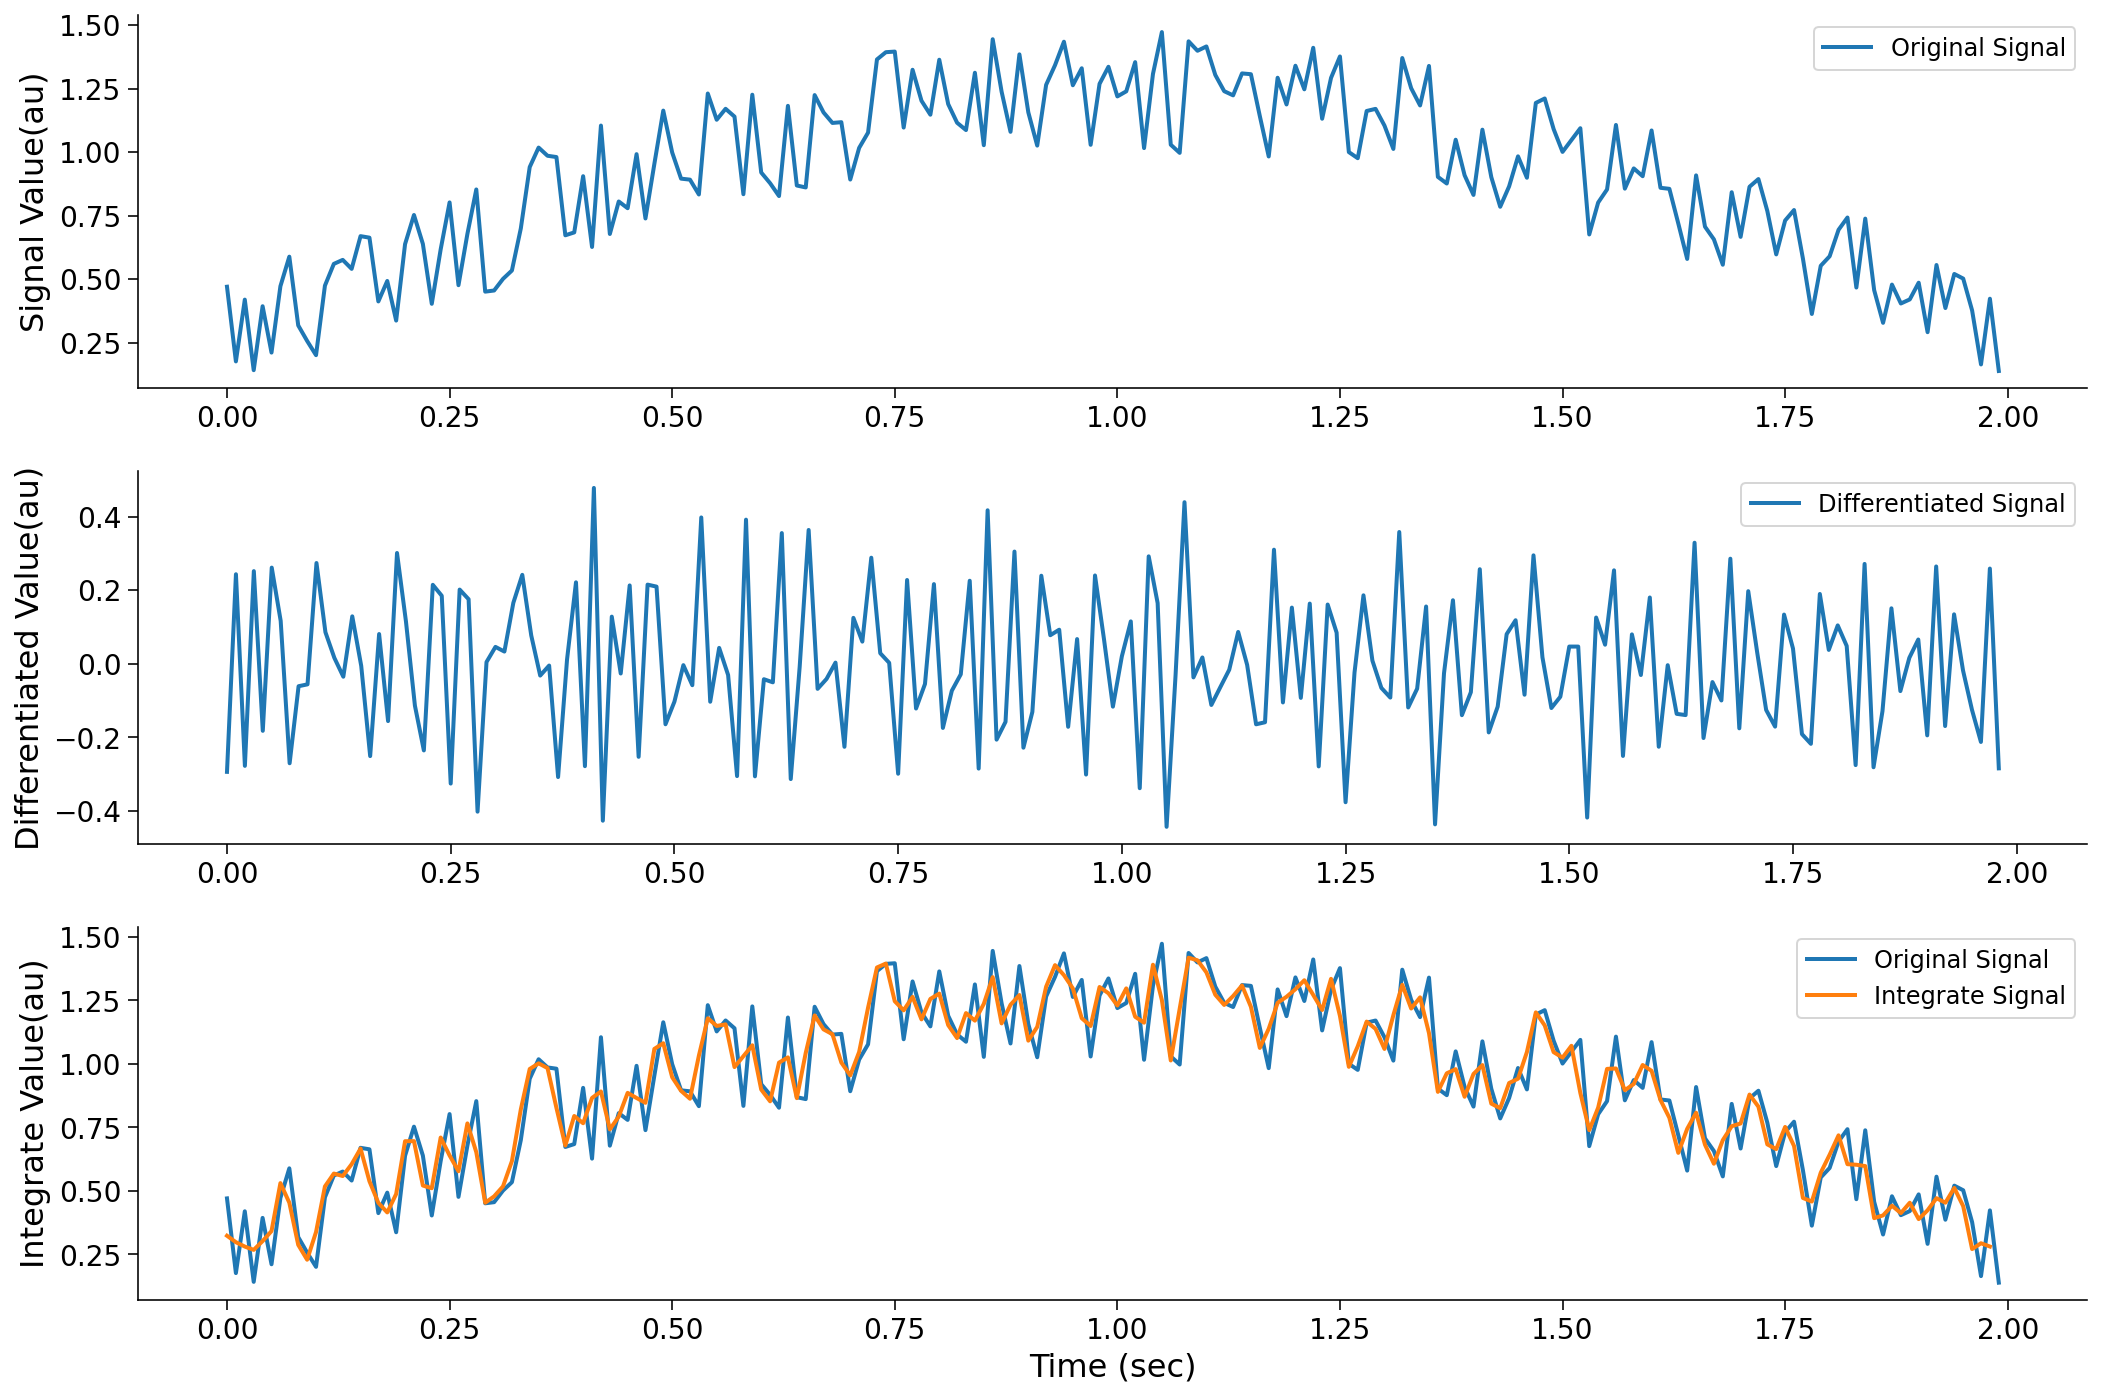 Signal Value(au)
1.50
1.25
1.00
0.75
0.50
0.25
Original Signal
0.00 0.25 0.50 0.75 1.00 1.25 1.50 1.75 2.00
Differentiated Value(au)
0.4
0.2
0.0
−0.2
−0.4
Differentiated Signal
0.00 0.25 0.50 0.75 1.00 1.25 1.50 1.75 2.00
Integrate Value(au)
1.50
1.25
1.00
0.75
0.50
0.25
Original Signal
Integrate Signal
0.00 0.25 0.50 0.75 1.00 1.25 1.50 1.75 2.00
Time (sec)